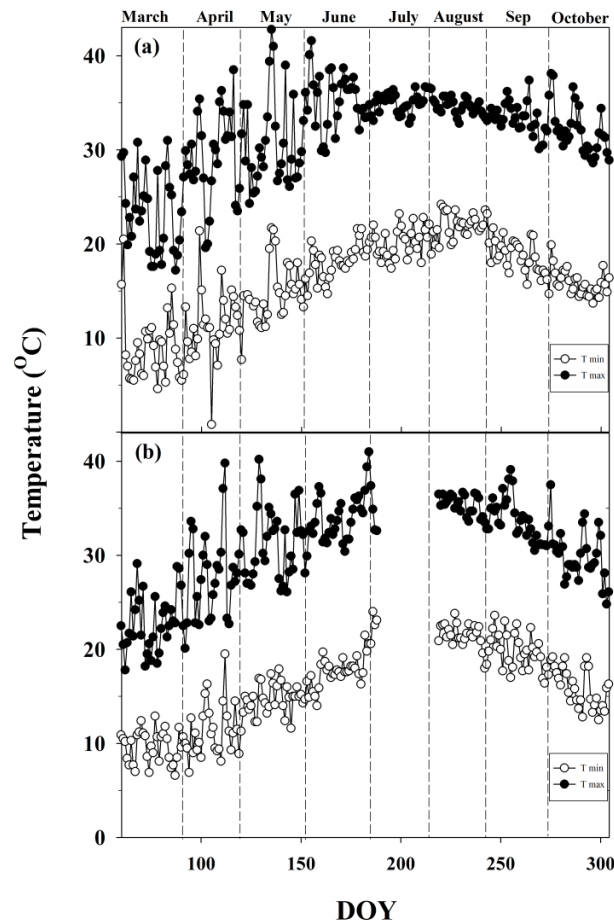 March April May June July August Sep October
(a)
40
30
20
10
T min
T max
Temperature (°C)
(b)
40
30
20
10
0
T min
T max
100 150 200 250 300
DOY